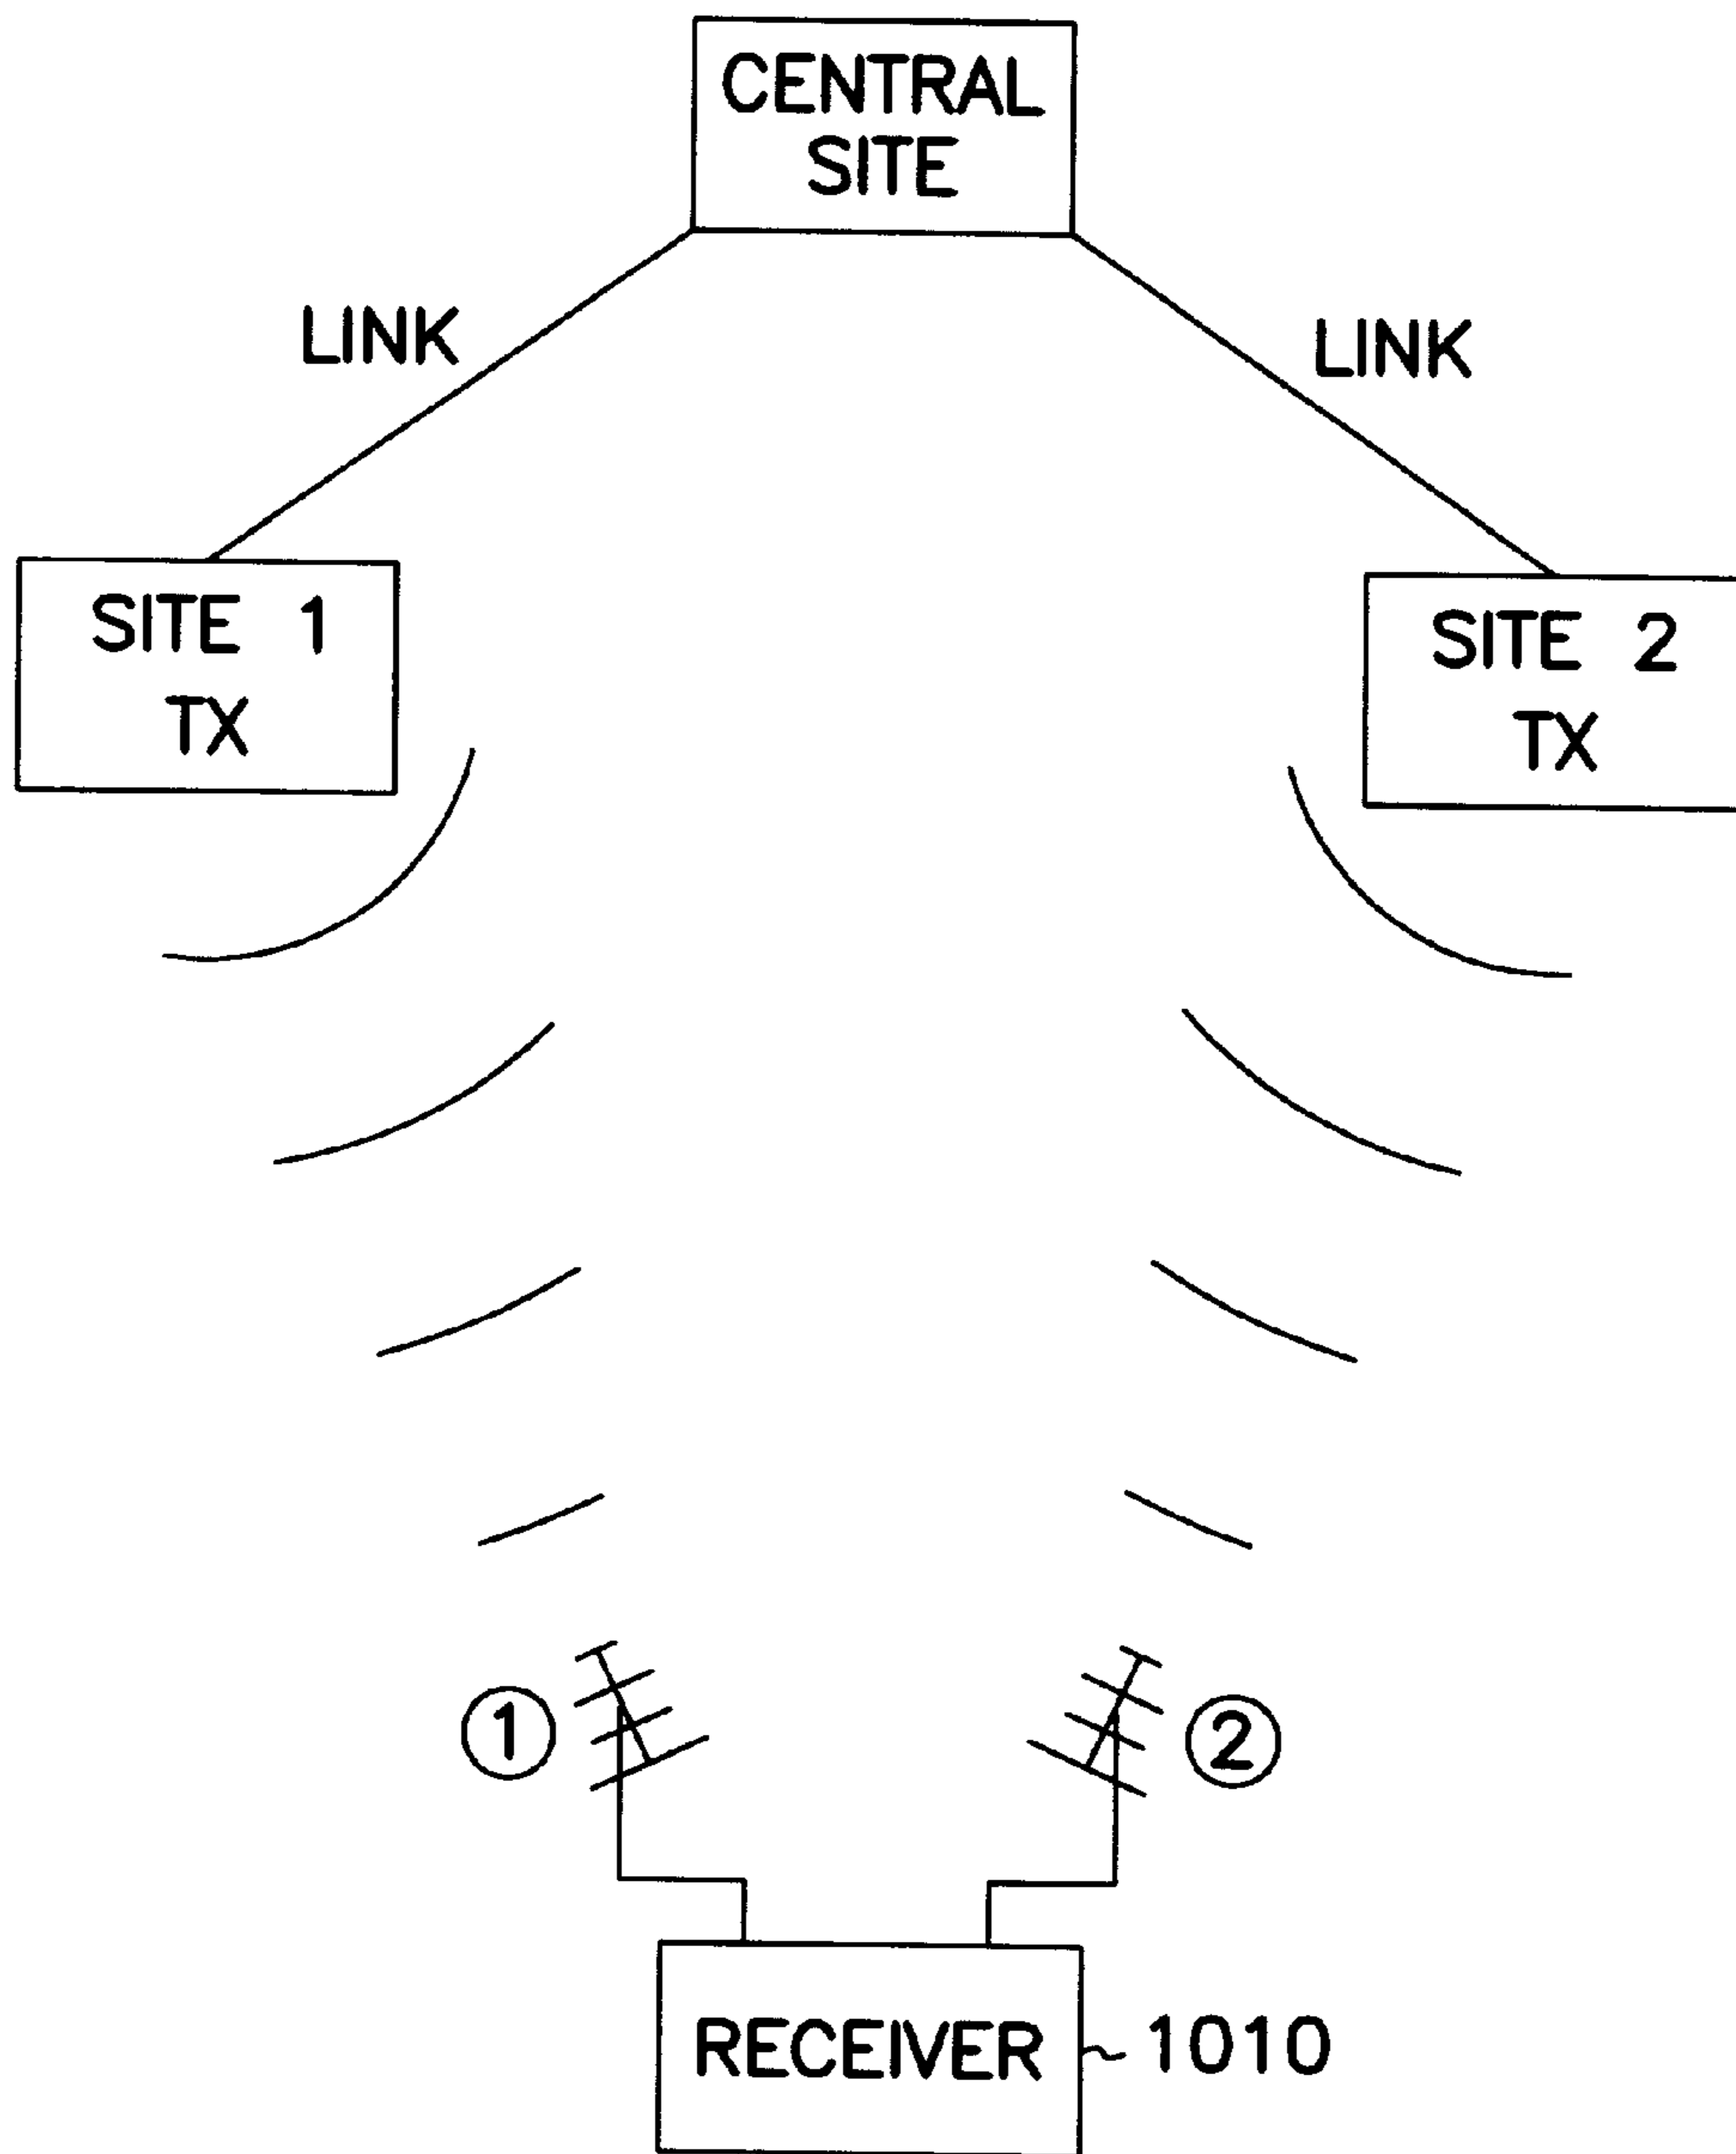 CENTRAL
SITE
LINK
LINK
SITE 1
TX
SITE 2
TX
1
2
RECEIVER
1010